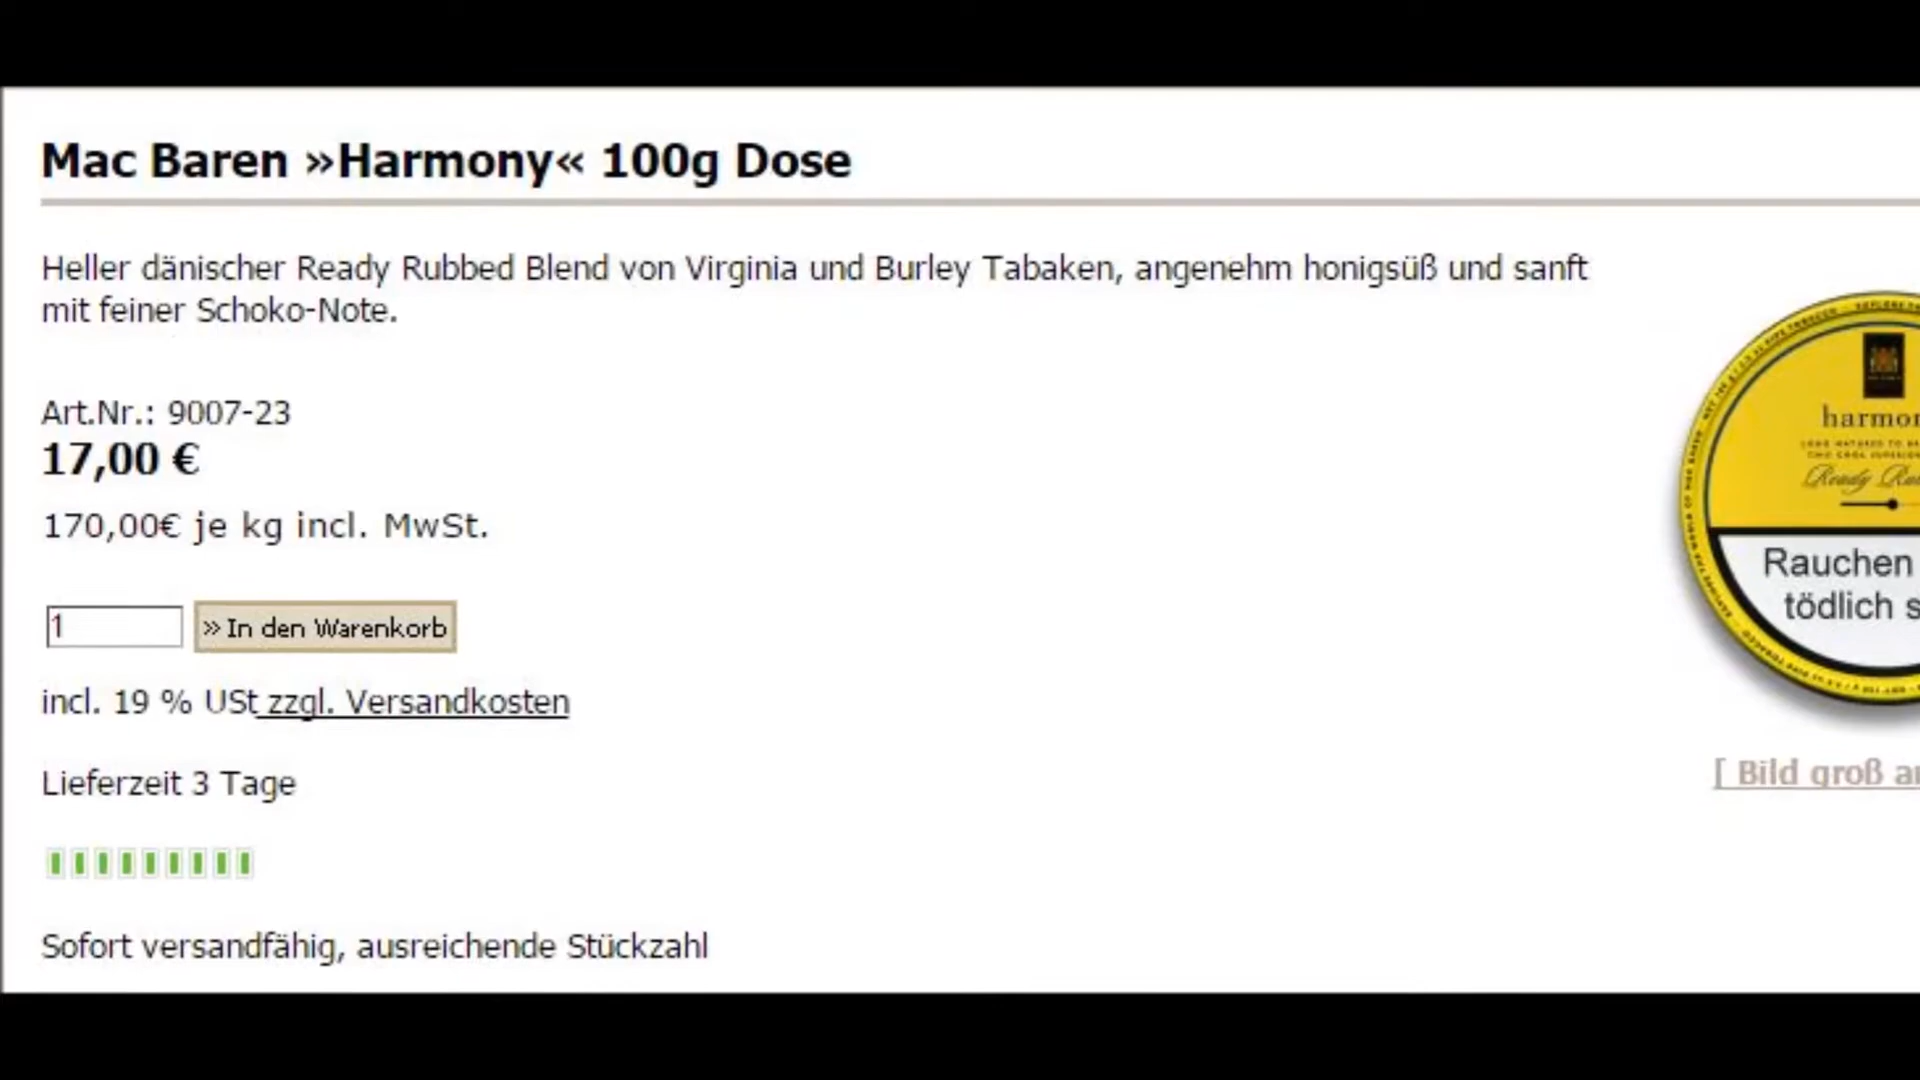 Mac Baren »Harmony« 100g Dose
Heller dänischer Ready Rubbed Blend von Virginia und Burley Tabaken, angenehm honigsüß und sanft
mit feiner Schoko-Note.
Art.Nr.: 9007-23
17,00 €
170,00€ je kg incl. MwSt.
1
» In den Warenkorb
incl. 19 % USt zzgl. Versandkosten
Lieferzeit 3 Tage
Sofort versandfähig, ausreichende Stückzahl
harmon
Ready Ru
Rauchen
tödlich s
[ Bild groß a